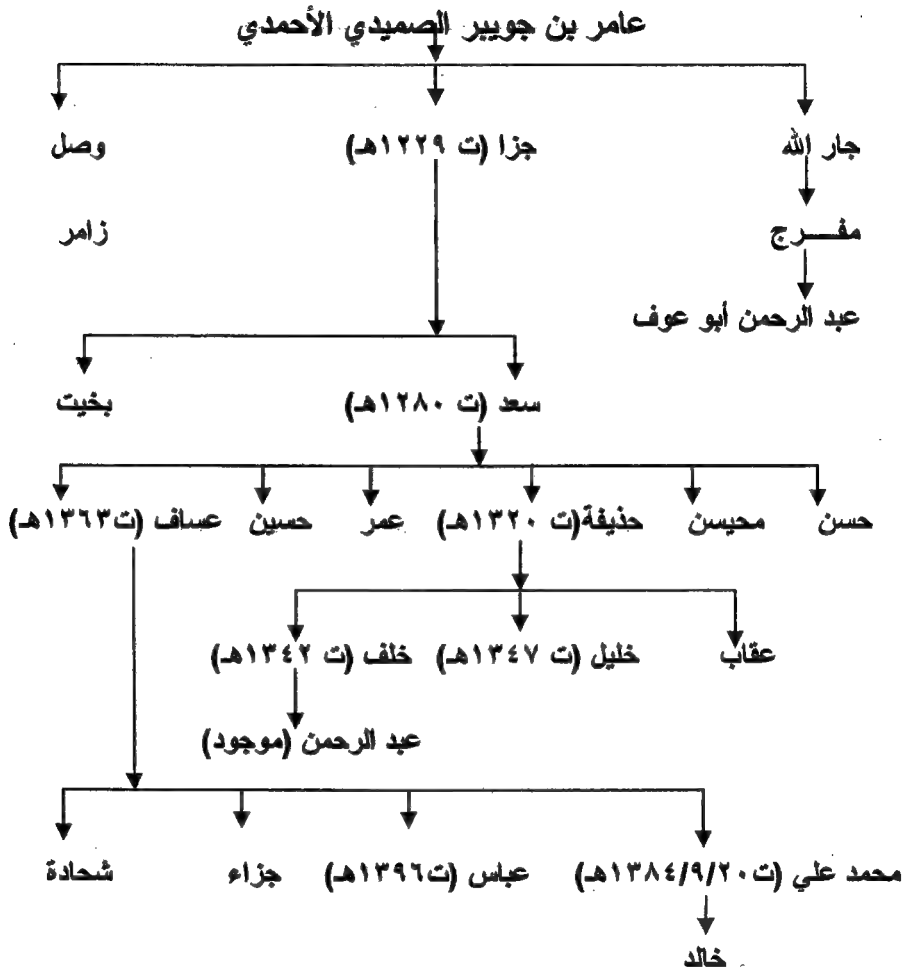 عامر بن جويبر الصميدي الأحمدي
جار الله جزا (ت ١٢٢٩هـ) وصل
مفـــرج زامر
عبد الرحمن أبو عوف
سعد (ت ١٢٨٠هـ) بخيت
حسن محيسن حذيفة(ت ١٣٢٠هـ) عمر حسين عساف (ت١٣٦٣هـ)
عقاب خليل (ت ١٣٤٧هـ) خلف (ت ١٣٤٢هـ)
عبد الرحمن (موجود)
محمد علي (ت١٣٨٤/٩/٢٠هـ) عباس (ت١٣٩٦هـ) جزاء شحادة
خالد